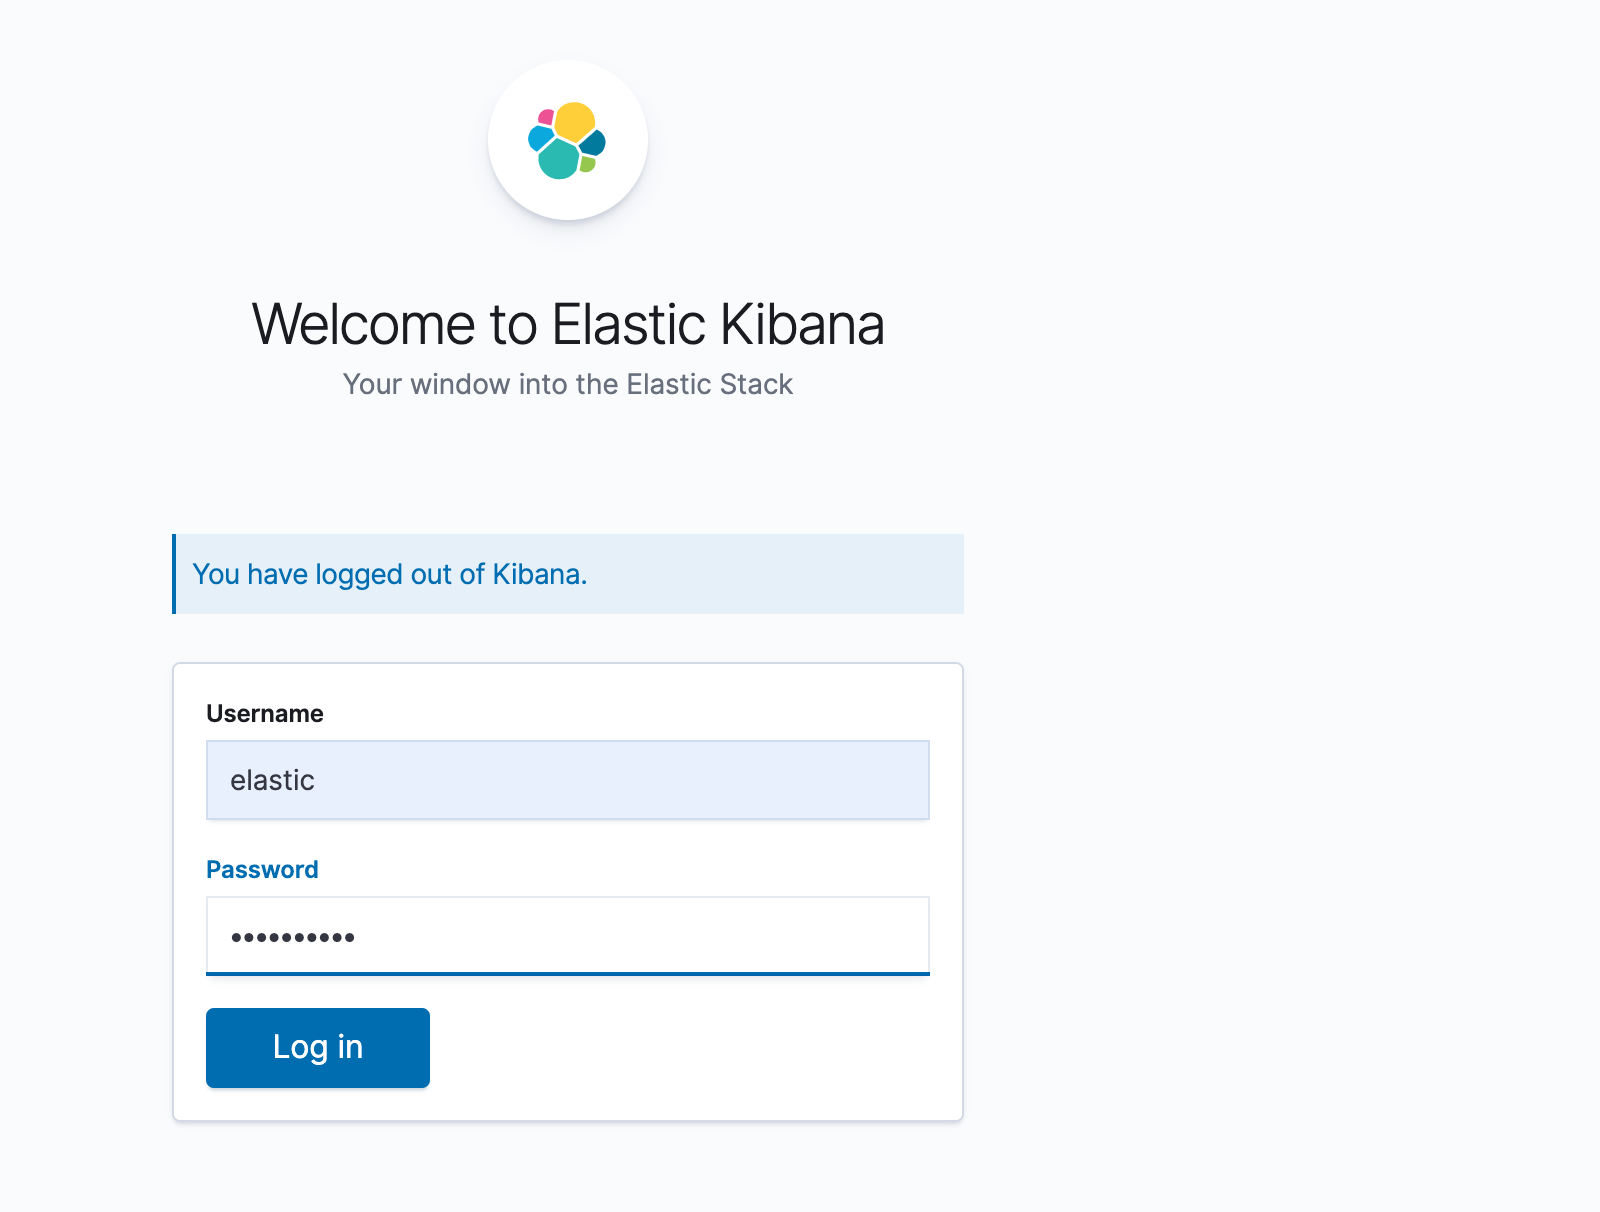 Welcome to Elastic Kibana
Your window into the Elastic Stack
You have logged out of Kibana.
Username
elastic
Password
••••••••••
Log in